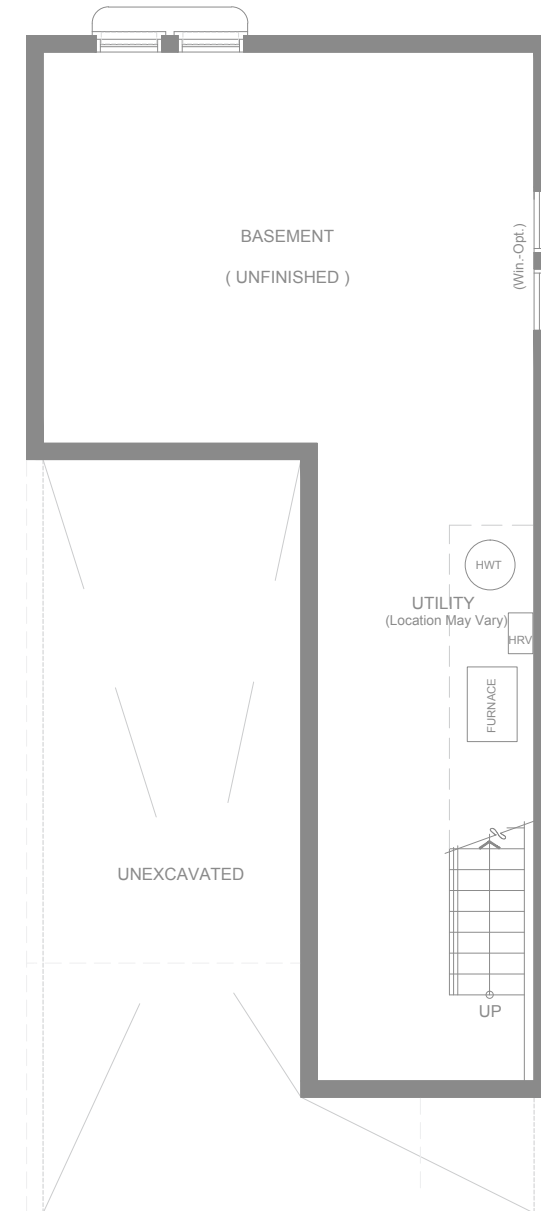 BASEMENT
( UNFINISHED )
(Win.-Opt.)
HWT
UTILITY
(Location May Vary)
HRV
FURNACE
UNEXCAVATED
UP